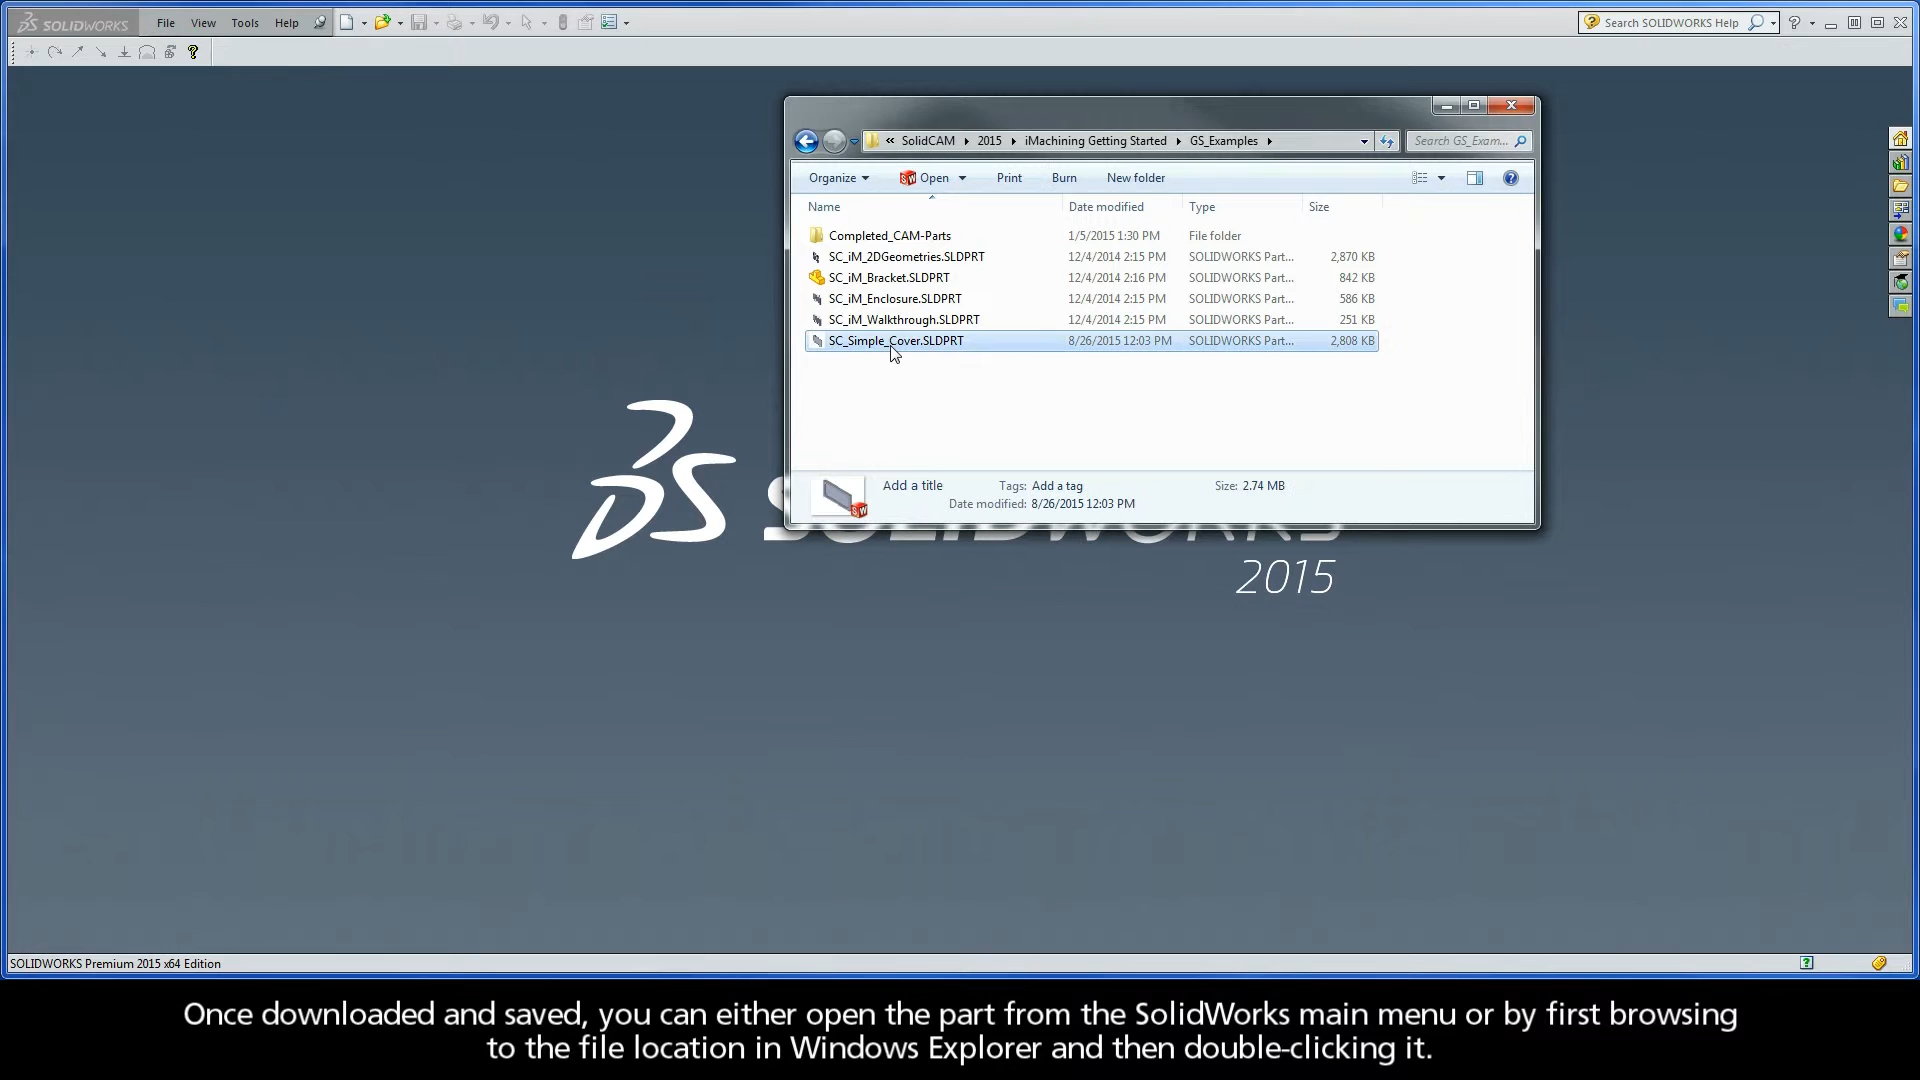 SOLIDWORKS File View Tools Help Search SOLIDWORKS Help
« SolidCAM 2015 iMachining Getting Started GS_Examples Search GS_Exam...
Organize Open Print Burn New folder
Name Date modified Type Size
Completed_CAM-Parts 1/5/2015 1:30 PM File folder
SC_iM_2DGeometries.SLDPRT 12/4/2014 2:15 PM SOLIDWORKS Part... 2,870 KB
SC_iM_Bracket.SLDPRT 12/4/2014 2:16 PM SOLIDWORKS Part... 842 KB
SC_iM_Enclosure.SLDPRT 12/4/2014 2:15 PM SOLIDWORKS Part... 586 KB
SC_iM_Walkthrough.SLDPRT 12/4/2014 2:15 PM SOLIDWORKS Part... 251 KB
SC_Simple_Cover.SLDPRT 8/26/2015 12:03 PM SOLIDWORKS Part... 2,808 KB
Add a title Tags: Add a tag Size: 2.74 MB
Date modified: 8/26/2015 12:03 PM
SOLIDWORKS
2015
SOLIDWORKS Premium 2015 x64 Edition
Once downloaded and saved, you can either open the part from the SolidWorks main menu or by first browsing
to the file location in Windows Explorer and then double-clicking it.